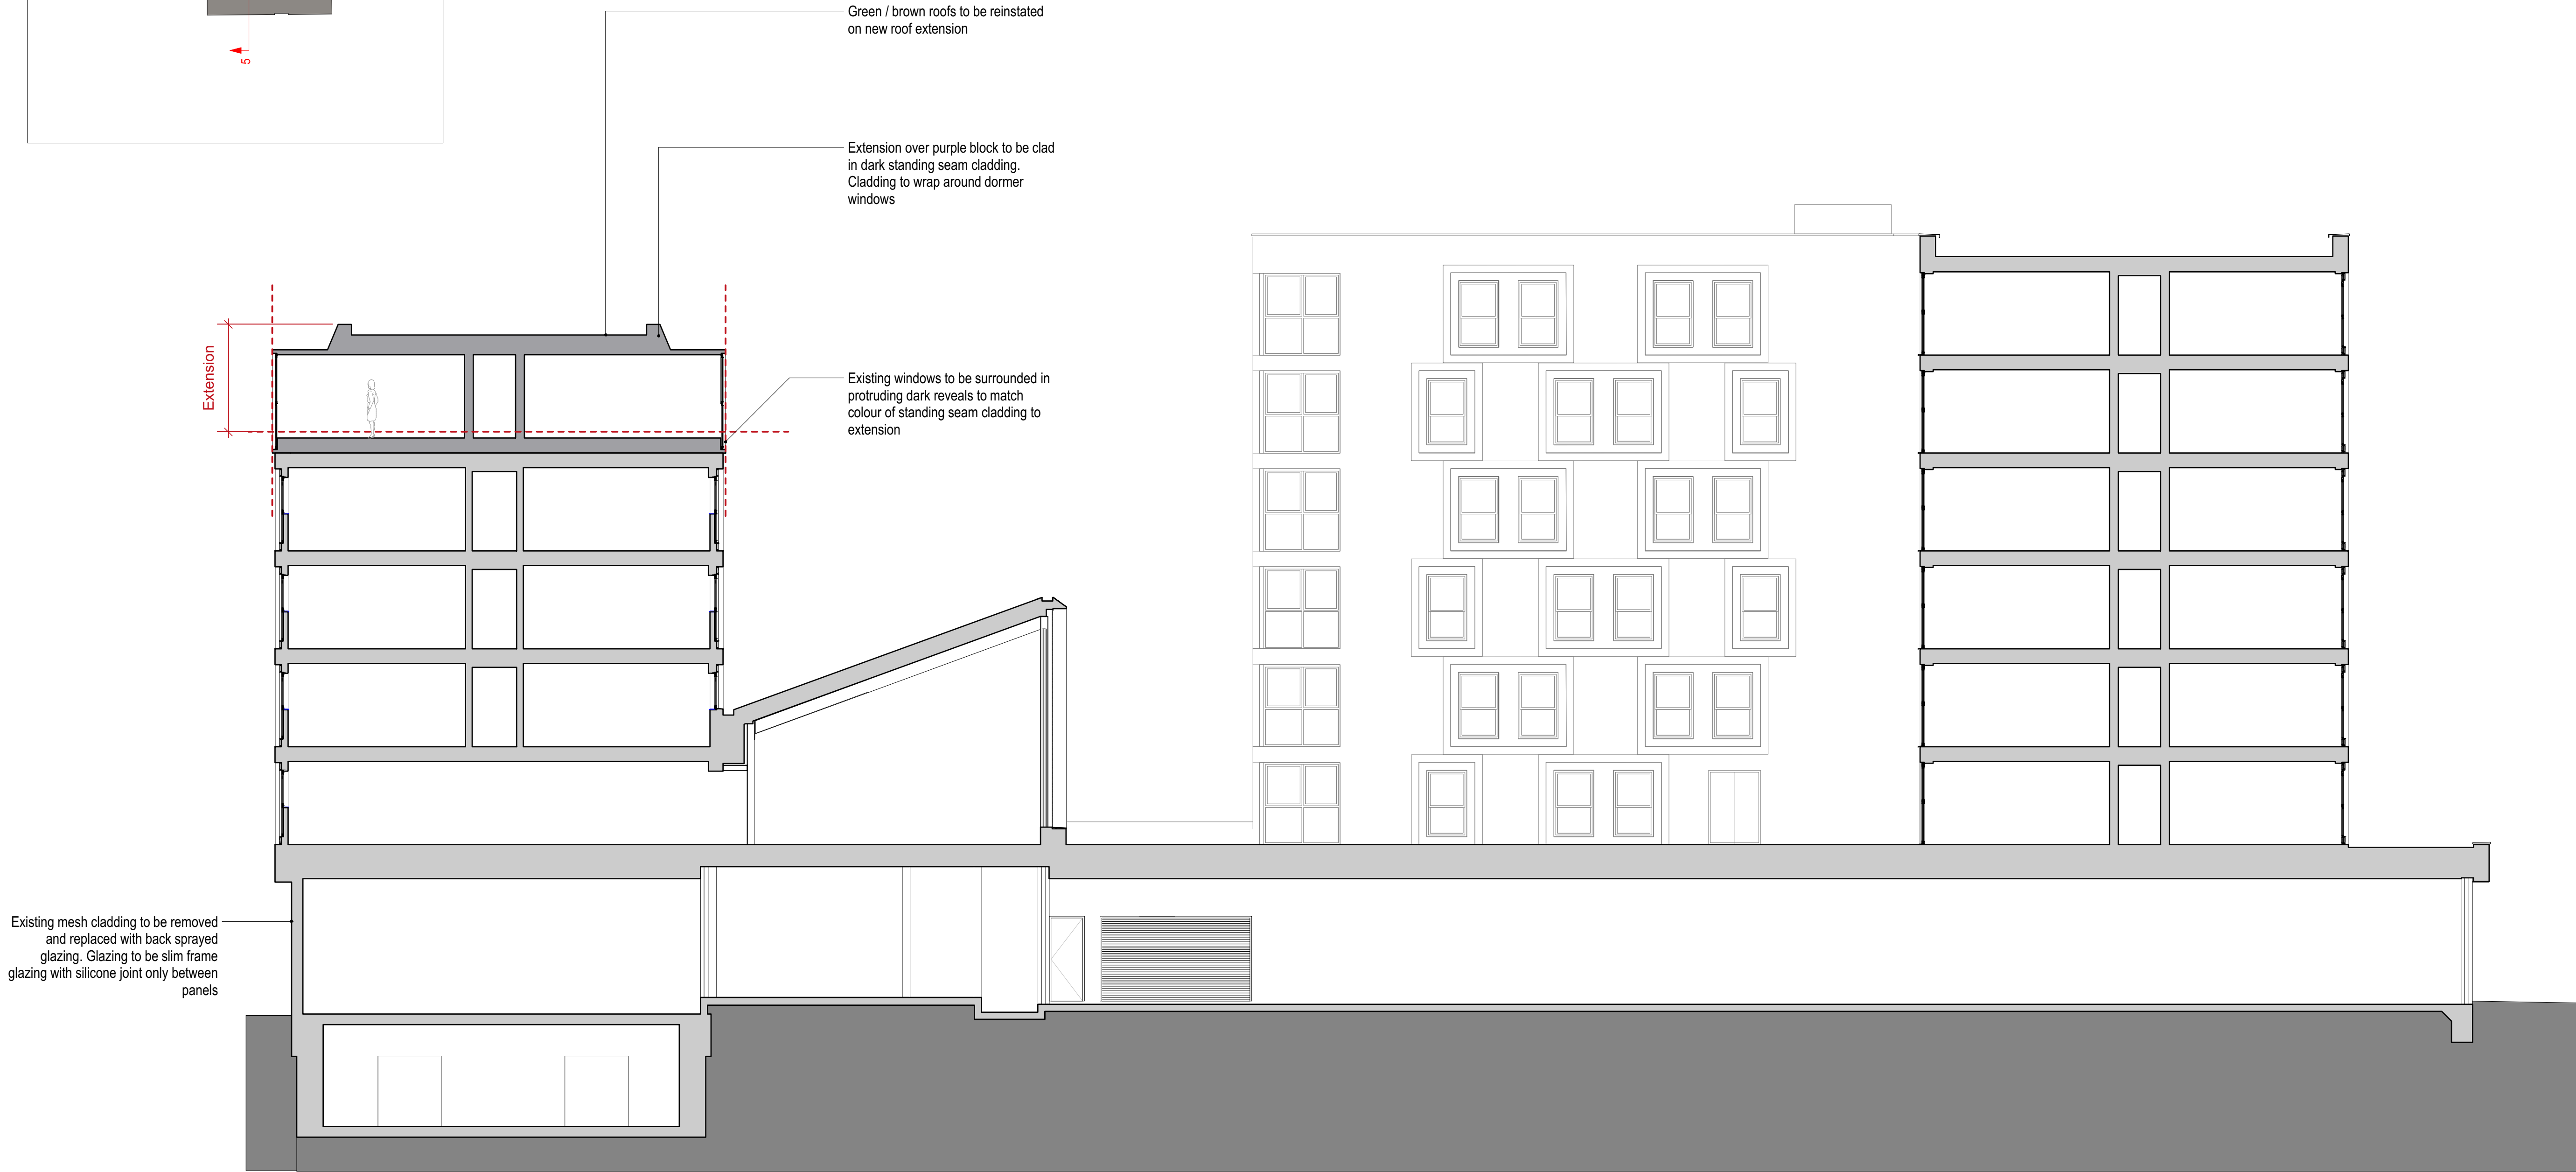 5
Green / brown roofs to be reinstated
on new roof extension
Extension over purple block to be clad
in dark standing seam cladding.
Cladding to wrap around dormer
windows
Extension
Existing windows to be surrounded in
protruding dark reveals to match
colour of standing seam cladding to
extension
Existing mesh cladding to be removed
and replaced with back sprayed
glazing. Glazing to be slim frame
glazing with silicone joint only between
panels